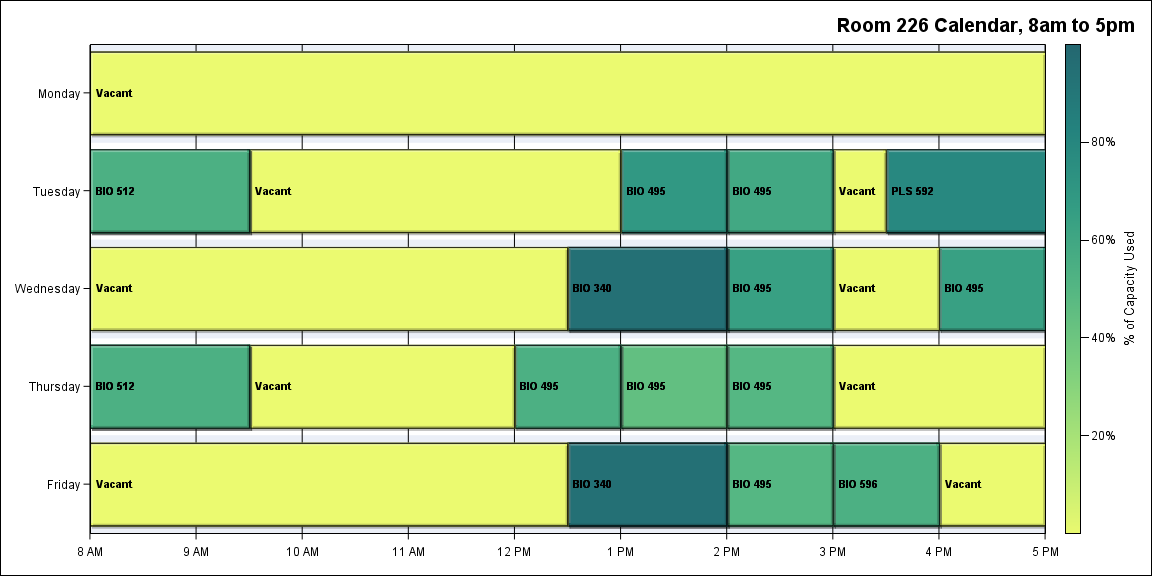 Room 226 Calendar, 8am to 5pm
Monday
Vacant
Tuesday
BIO 512
Vacant
BIO 495
BIO 495
Vacant
PLS 592
Wednesday
Vacant
BIO 340
BIO 495
Vacant
BIO 495
Thursday
BIO 512
Vacant
BIO 495
BIO 495
BIO 495
Vacant
Friday
Vacant
BIO 340
BIO 495
BIO 596
Vacant
8 AM
9 AM
10 AM
11 AM
12 PM
1 PM
2 PM
3 PM
4 PM
5 PM
80%
60%
40%
20%
% of Capacity Used